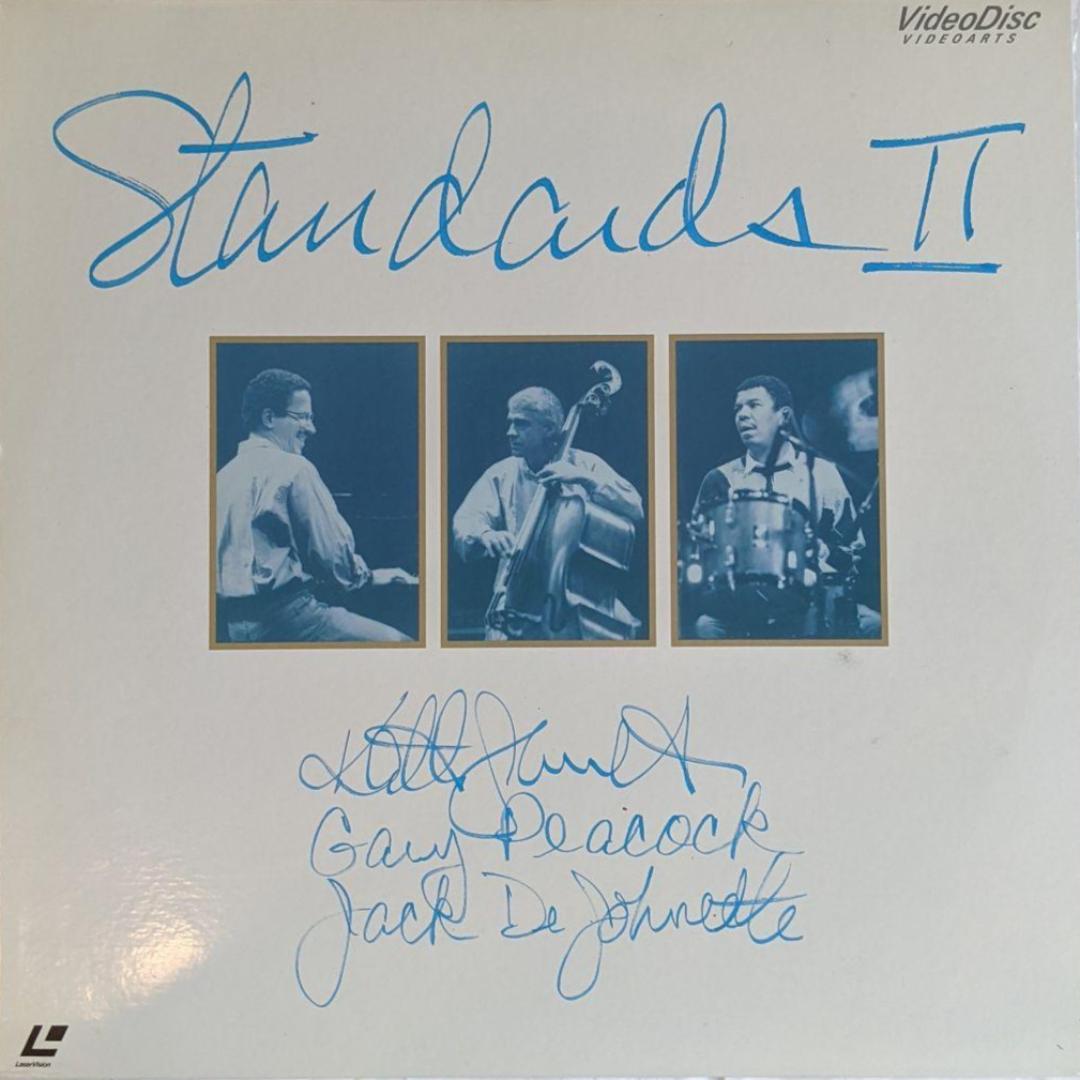 VideoDisc
VIDEOARTS
Standards II
Keith Jarrett
Gary Peacock
Jack DeJohnette
LaserVision